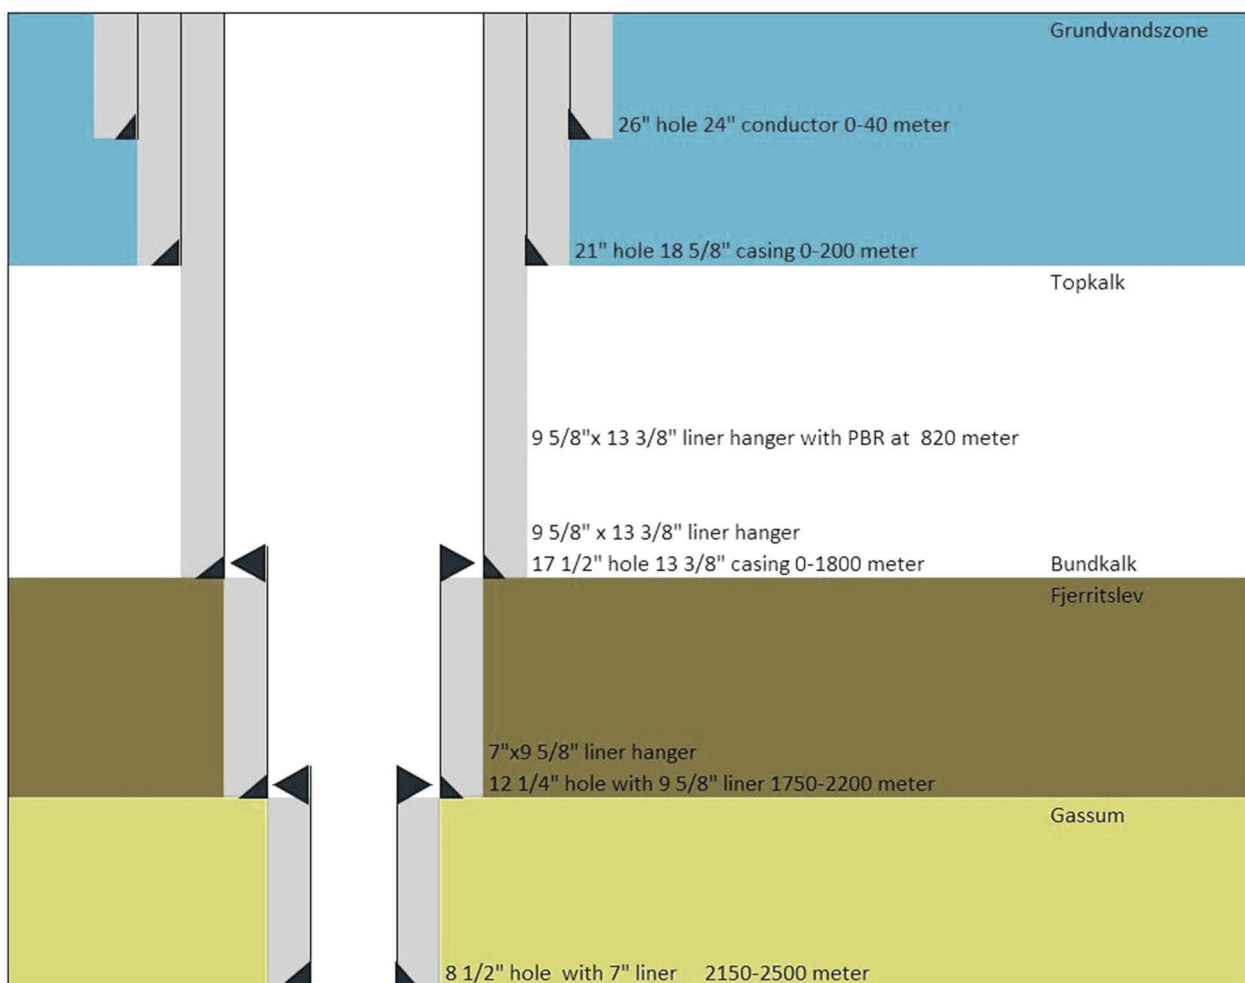 Grundvandszone
26" hole 24" conductor 0-40 meter
21" hole 18 5/8" casing 0-200 meter
Topkalk
9 5/8"x 13 3/8" liner hanger with PBR at 820 meter
9 5/8" x 13 3/8" liner hanger
17 1/2" hole 13 3/8" casing 0-1800 meter
Bundkalk
Fjerritslev
7"x9 5/8" liner hanger
12 1/4" hole with 9 5/8" liner 1750-2200 meter
Gassum
8 1/2" hole with 7" liner 2150-2500 meter